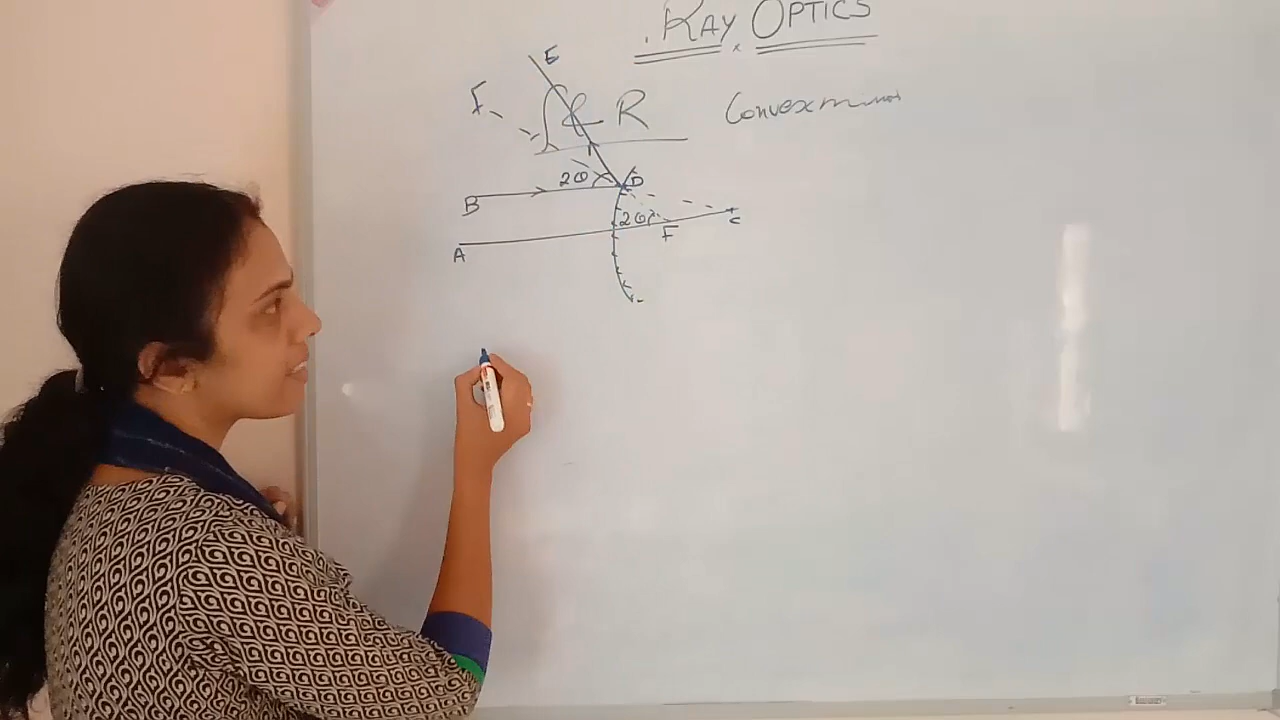 Ray Optics
f & R
Convex mirror
E
F
2θ
D
B
2θ
F
C
A